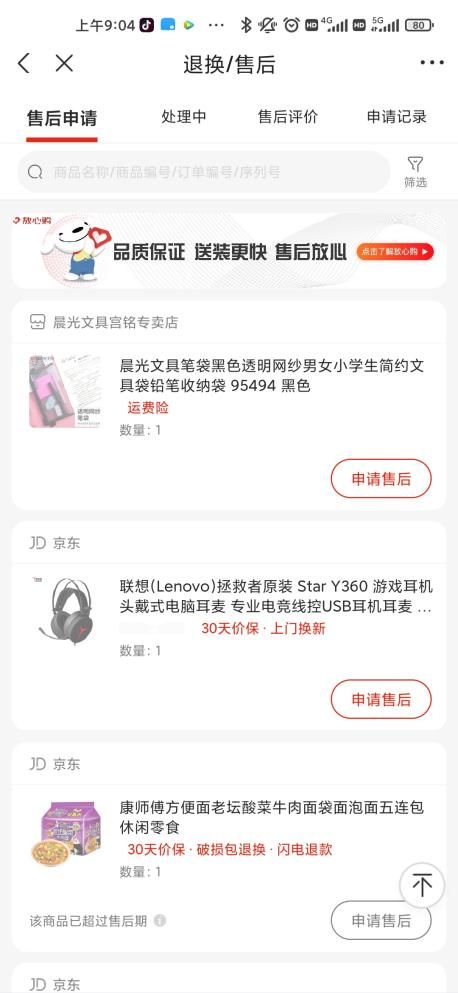 上午9:04
4G
5G
80
退换/售后
售后申请
处理中
售后评价
申请记录
商品名称/商品编号/订单编号/序列号
筛选
放心购
品质保证 送装更快 售后放心
点击了解放心购
晨光文具宫铭专卖店
晨光文具笔袋黑色透明网纱男女小学生简约文
具袋铅笔收纳袋 95494 黑色
运费险
数量: 1
透明网纱
笔袋
申请售后
JD 京东
联想(Lenovo)拯救者原装 Star Y360 游戏耳机
头戴式电脑耳麦 专业电竞线控USB耳机耳麦 ...
30天价保 · 上门换新
数量: 1
申请售后
JD 京东
康师傅方便面老坛酸菜牛肉面袋面泡面五连包
休闲零食
30天价保 · 破损包退换 · 闪电退款
数量: 1
该商品已超过售后期
申请售后
JD 京东